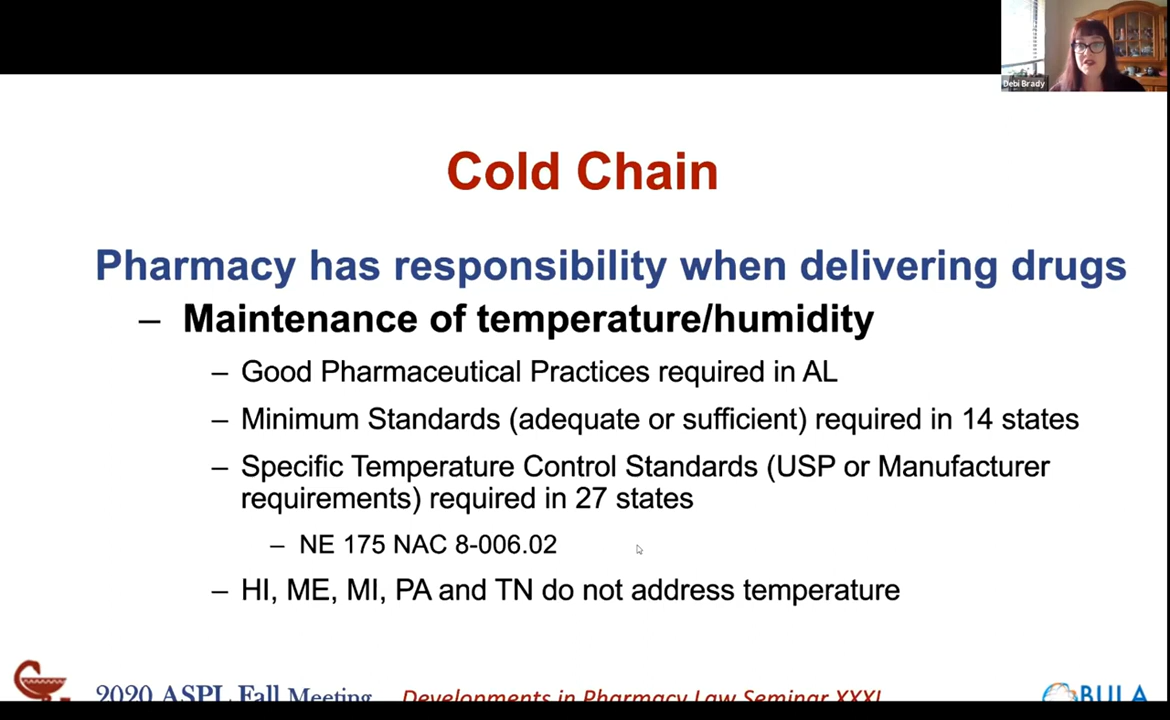 Debi Brady
Cold Chain
Pharmacy has responsibility when delivering drugs
– Maintenance of temperature/humidity
– Good Pharmaceutical Practices required in AL
– Minimum Standards (adequate or sufficient) required in 14 states
– Specific Temperature Control Standards (USP or Manufacturer
requirements) required in 27 states
– NE 175 NAC 8-006.02
– HI, ME, MI, PA and TN do not address temperature
2020 ASPL Fall Meeting Developments in Pharmacy Law Seminar XXXI
BULA